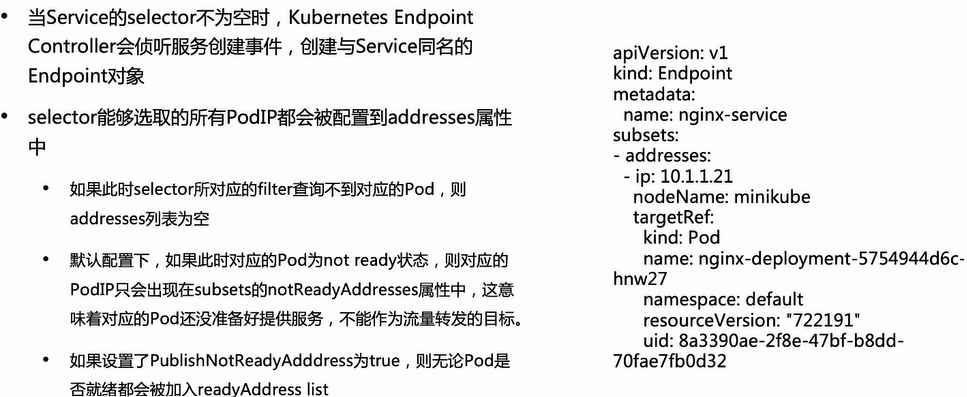 • 当Service的selector不为空时，Kubernetes Endpoint
Controller会侦听服务创建事件，创建与Service同名的
Endpoint对象
• selector能够选取的所有PodIP都会被配置到addresses属性
中
• 如果此时selector所对应的filter查询不到对应的Pod，则
addresses列表为空
• 默认配置下，如果此时对应的Pod为not ready状态，则对应的
PodIP只会出现在subsets的notReadyAddresses属性中，这意
味着对应的Pod还没准备好提供服务，不能作为流量转发的目标。
• 如果设置了PublishNotReadyAdddress为true，则无论Pod是
否就绪都会被加入readyAddress list
apiVersion: v1
kind: Endpoint
metadata:
  name: nginx-service
subsets:
- addresses:
  - ip: 10.1.1.21
    nodeName: minikube
    targetRef:
      kind: Pod
      name: nginx-deployment-5754944d6c-
hnw27
      namespace: default
      resourceVersion: "722191"
      uid: 8a3390ae-2f8e-47bf-b8dd-
70fae7fb0d32